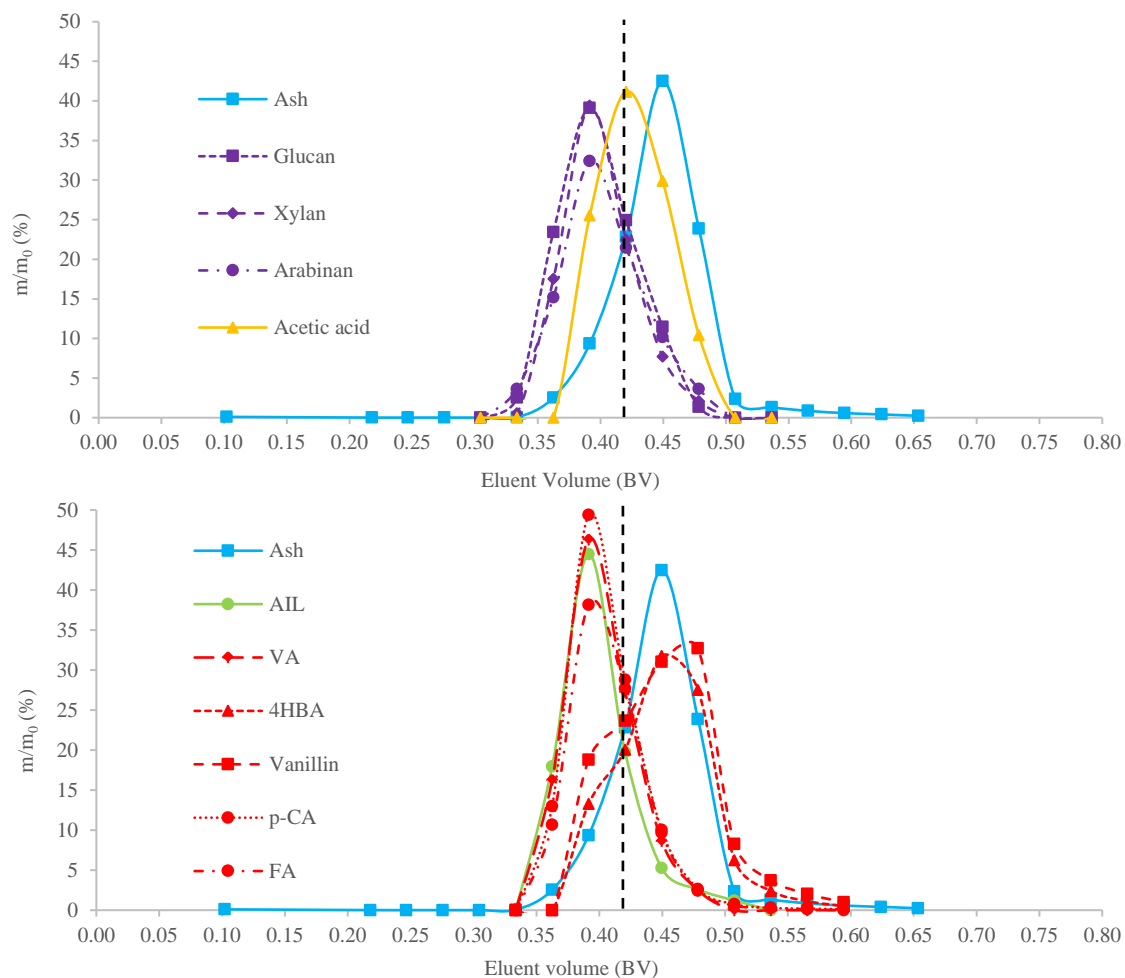 50
45
40
35
30
25
20
15
10
5
0
m/m₀ (%)
Ash
Glucan
Xylan
Arabinan
Acetic acid
0.00 0.05 0.10 0.15 0.20 0.25 0.30 0.35 0.40 0.45 0.50 0.55 0.60 0.65 0.70 0.75 0.80
Eluent Volume (BV)
50
45
40
35
30
25
20
15
10
5
0
m/m₀ (%)
Ash
AIL
VA
4HBA
Vanillin
p-CA
FA
0.00 0.05 0.10 0.15 0.20 0.25 0.30 0.35 0.40 0.45 0.50 0.55 0.60 0.65 0.70 0.75 0.80
Eluent volume (BV)